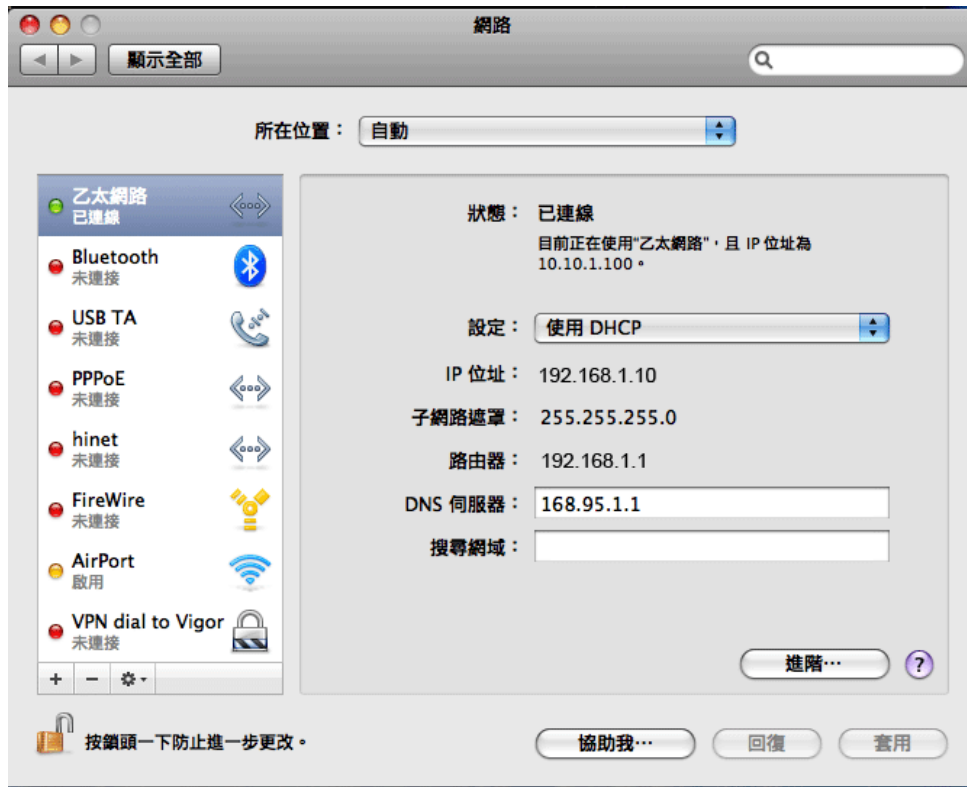 網路
顯示全部
所在位置： 自動
乙太網路
已連線
Bluetooth
未連接
USB TA
未連接
PPPoE
未連接
hinet
未連接
FireWire
未連接
AirPort
啟用
VPN dial to Vigor
未連接
狀態： 已連線
目前正在使用"乙太網路"，且 IP 位址為
10.10.1.100。
設定： 使用 DHCP
IP 位址： 192.168.1.10
子網路遮罩： 255.255.255.0
路由器： 192.168.1.1
DNS 伺服器： 168.95.1.1
搜尋網域：
進階… ?
按鎖頭一下防止進一步更改。
協助我… 回復 套用